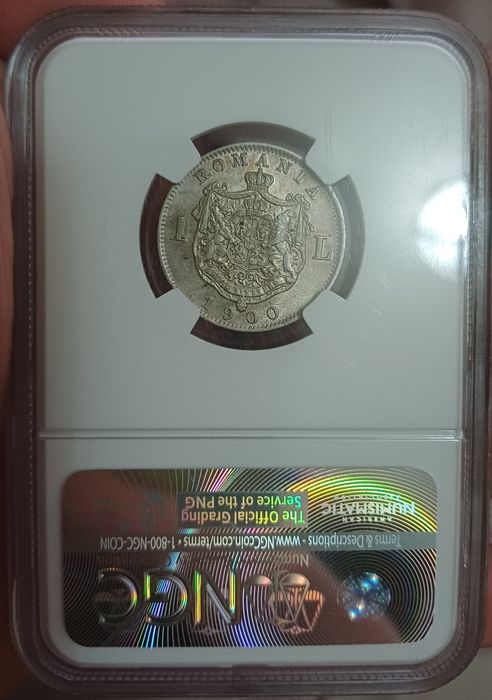 ROMANIA
1 L
1900
The Official Grading
Service of the PNG
AMERICAN
NUMISMATIC
Terms & Descriptions • www.NGCcoin.com/terms • 1-800-NGC-COIN
NGC